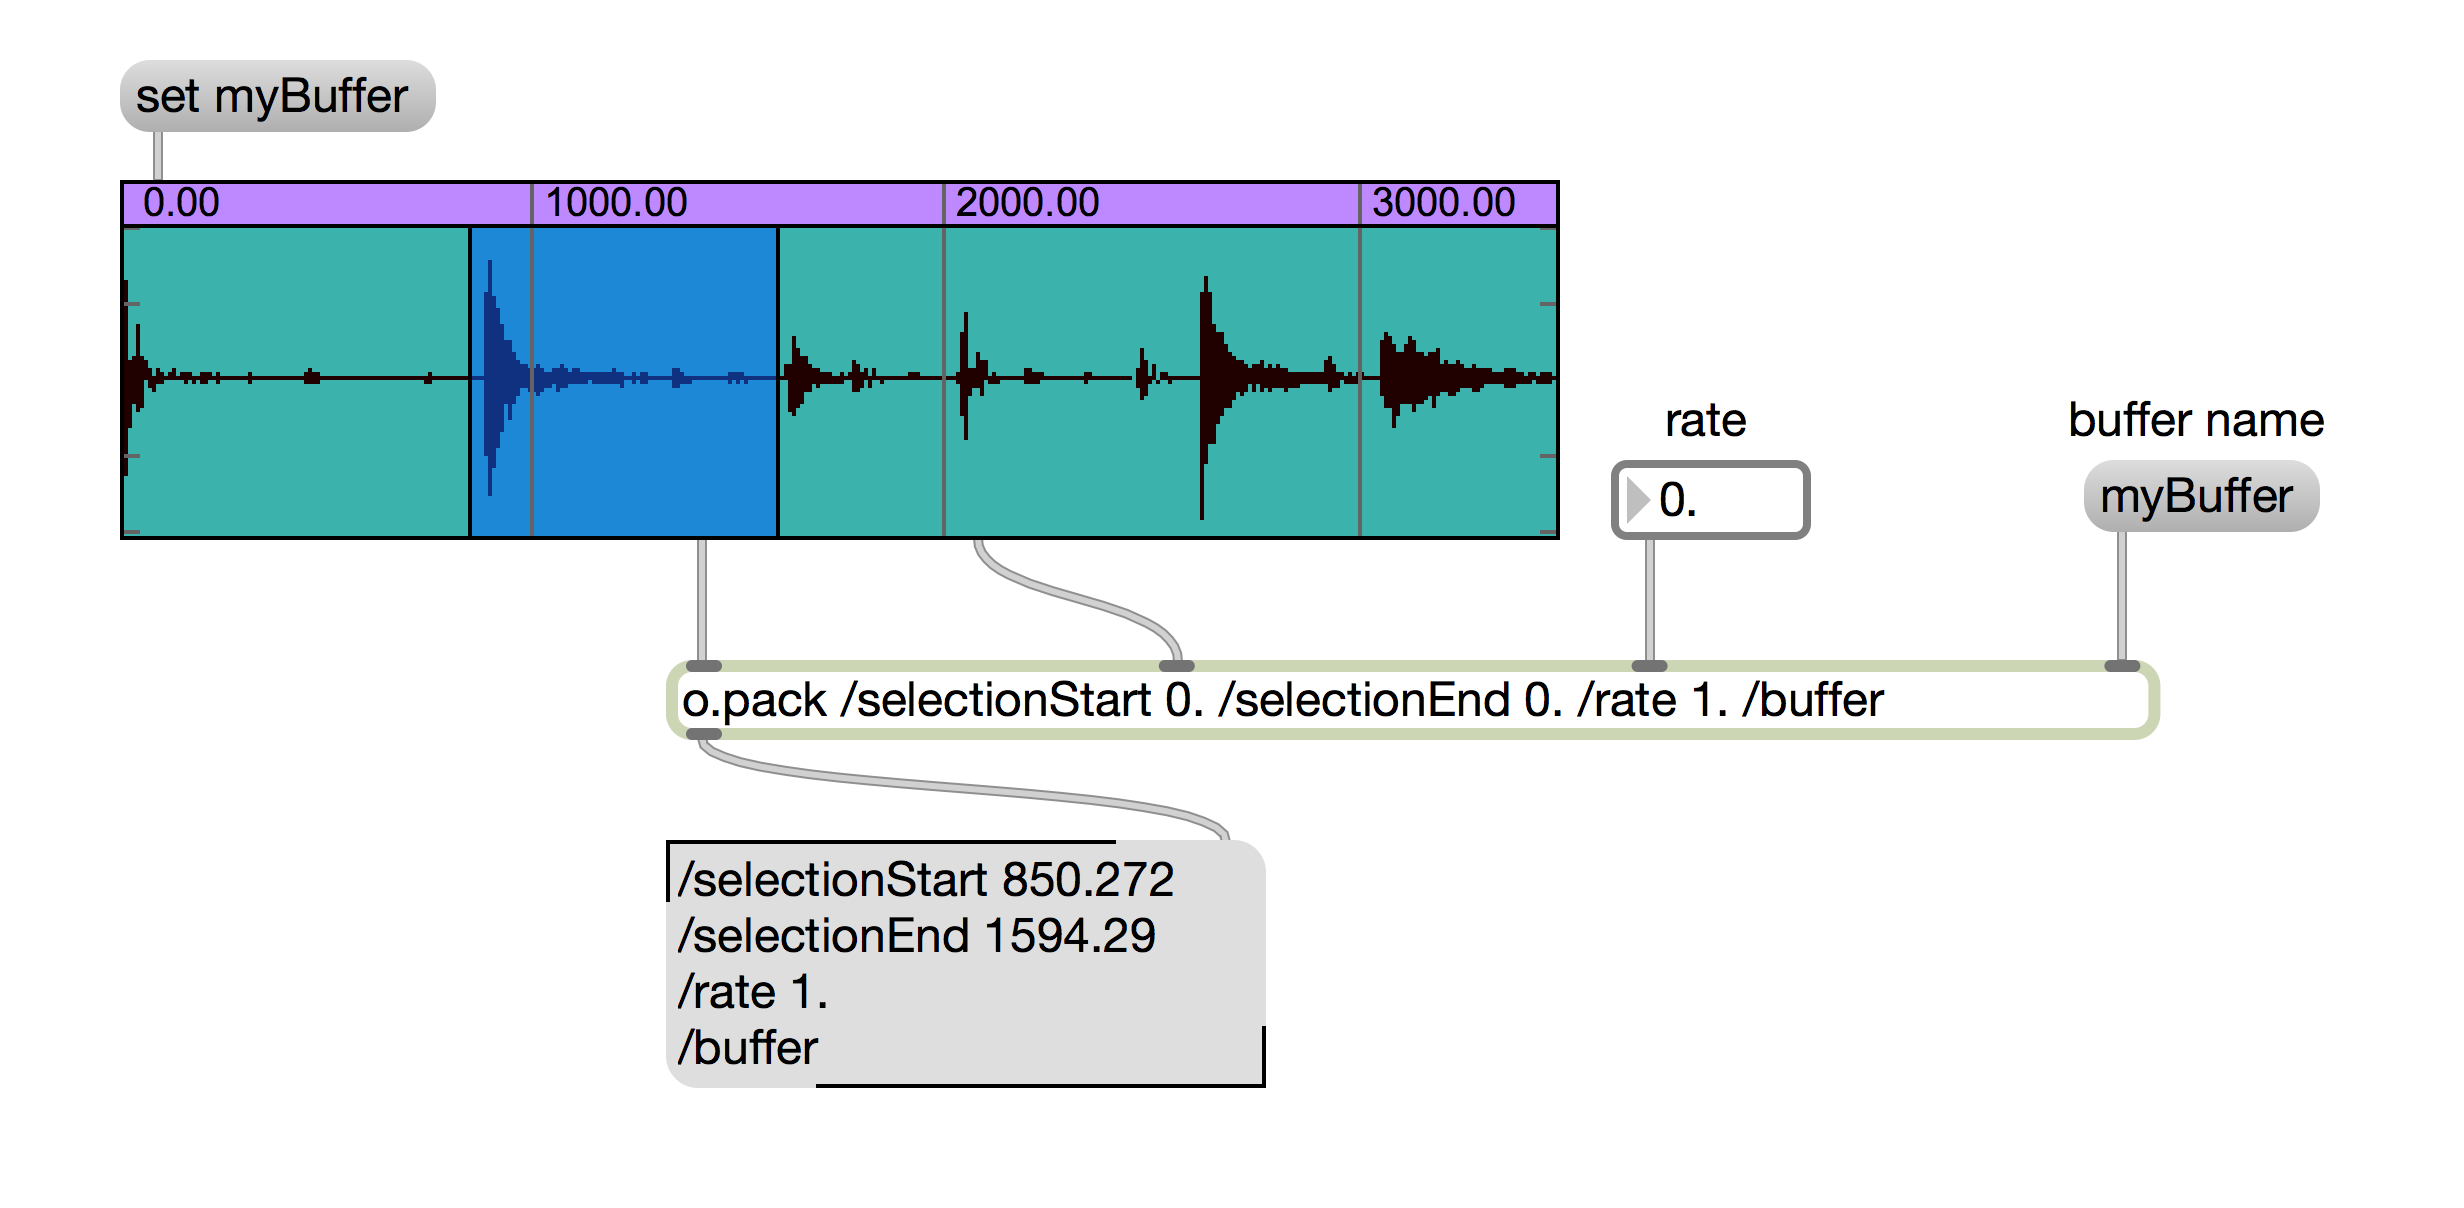 set myBuffer
0.00 1000.00 2000.00 3000.00
rate
buffer name
0.
myBuffer
o.pack /selectionStart 0. /selectionEnd 0. /rate 1. /buffer
/selectionStart 850.272
/selectionEnd 1594.29
/rate 1.
/buffer